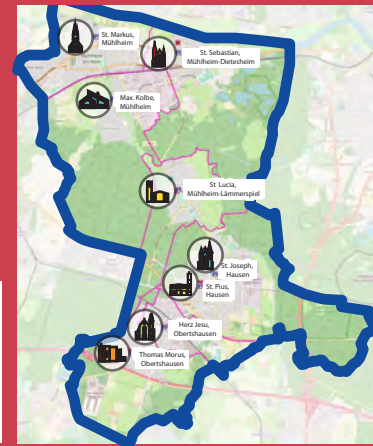 St. Markus,
Mühlheim
St. Sebastian,
Mühlheim-Dietesheim
Max. Kolbe,
Mühlheim
St Lucia,
Mühlheim-Lämmerspiel
St. Joseph,
Hausen
St. Pius,
Hausen
Herz Jesu,
Obertshausen
Thomas Morus,
Obertshausen